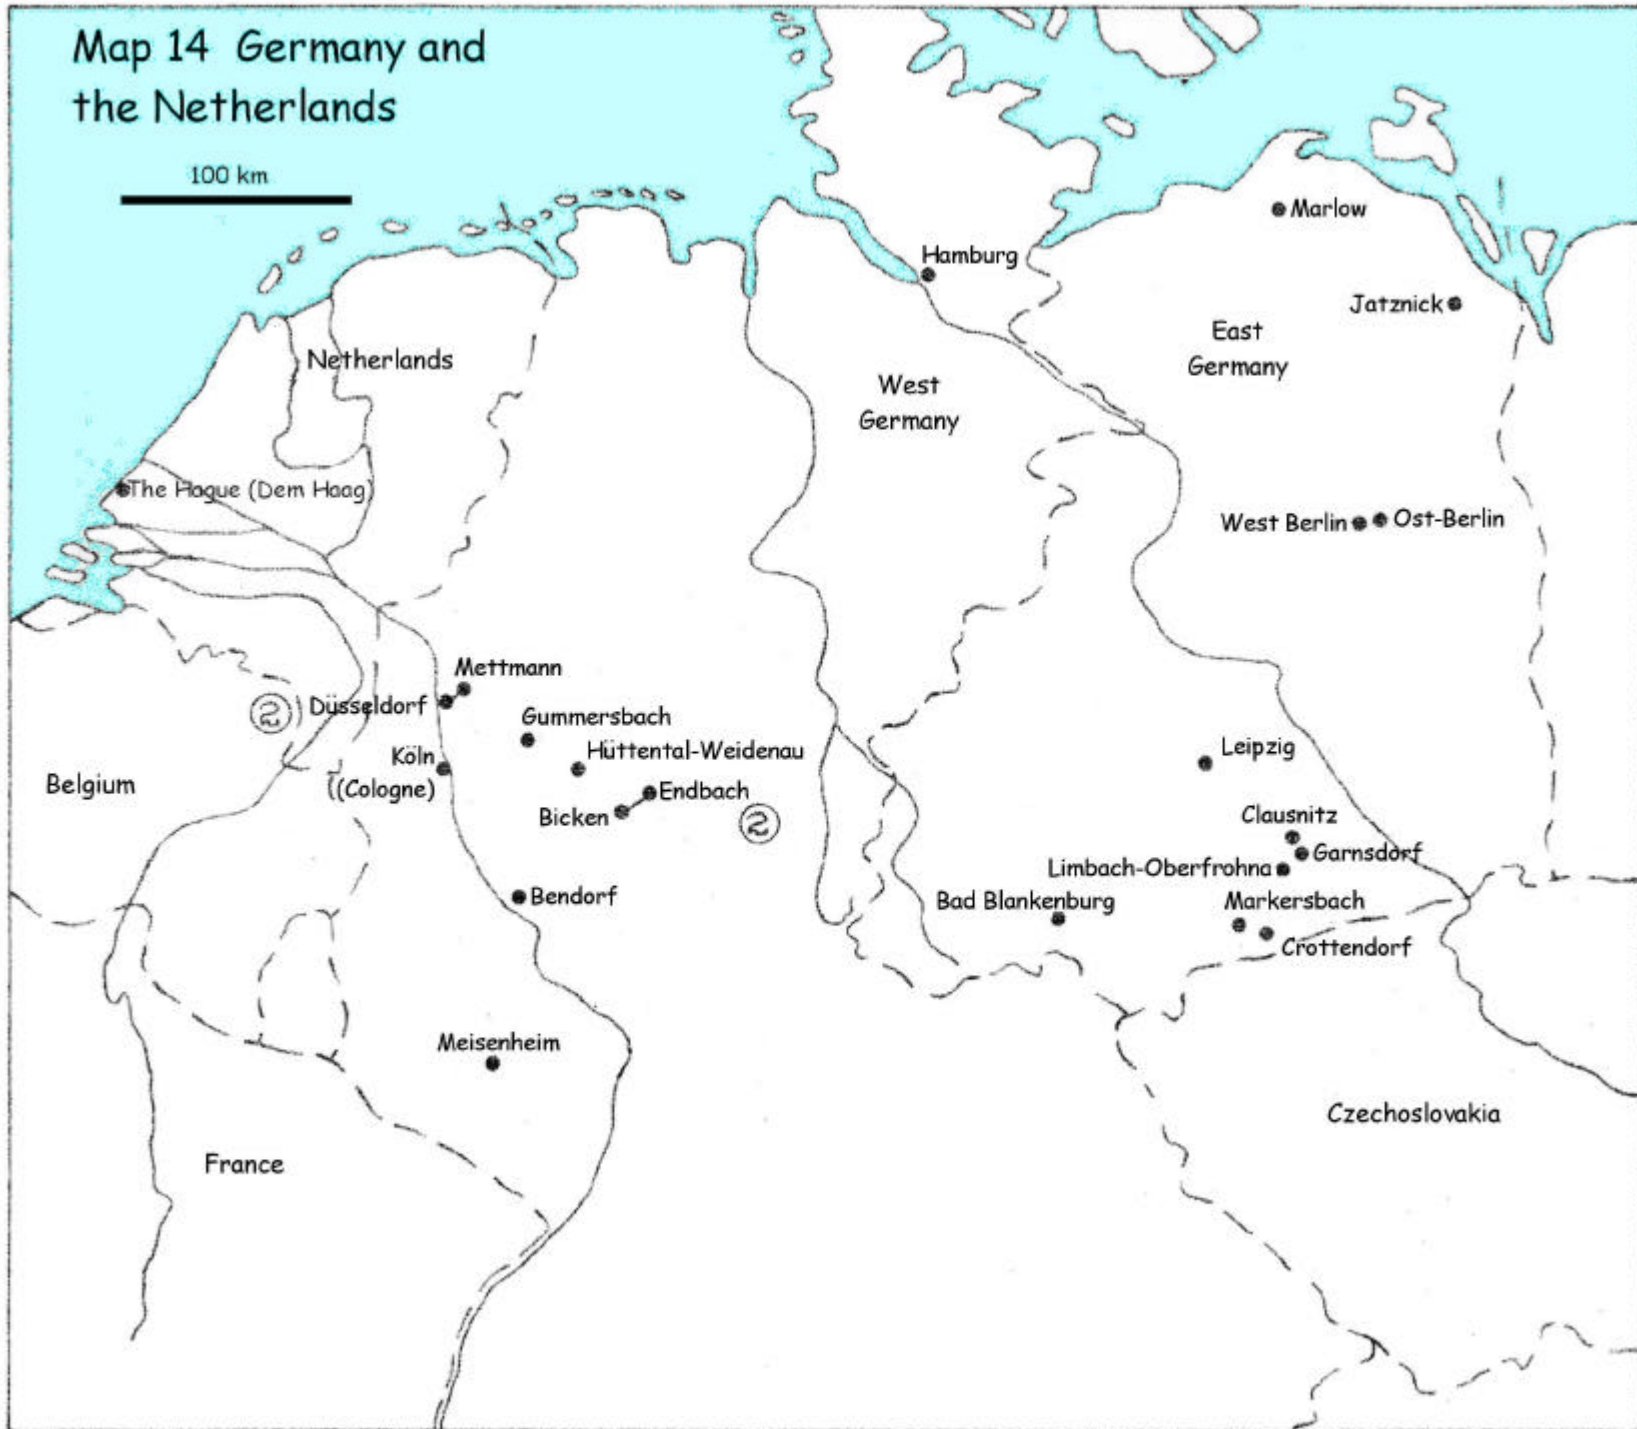 Map 14 Germany and
the Netherlands
100 km
Marlow
Hamburg
Jatznick
East
Germany
Netherlands
West
Germany
The Hague (Dem Haag)
West Berlin
Ost-Berlin
Mettmann
Düsseldorf
Gummersbach
Hüttental-Weidenau
Köln
(Cologne)
Leipzig
Belgium
Endbach
Bicken
Clausnitz
Garnsdorf
Limbach-Oberfrohna
Bendorf
Bad Blankenburg
Markersbach
Crottendorf
Meisenheim
Czechoslovakia
France